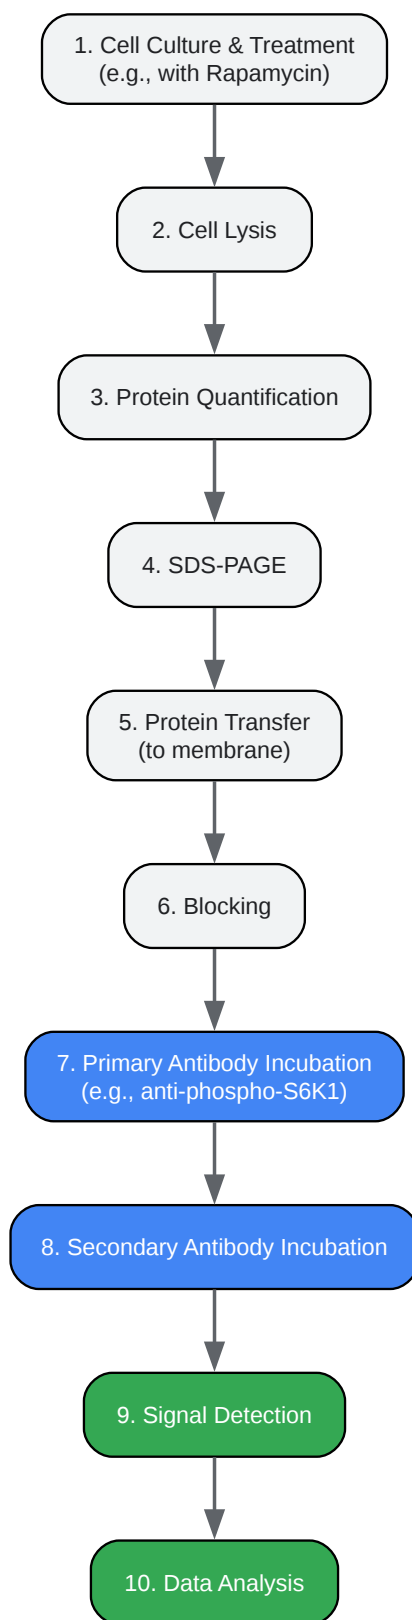 1. Cell Culture & Treatment
(e.g., with Rapamycin)
2. Cell Lysis
3. Protein Quantification
4. SDS-PAGE
5. Protein Transfer
(to membrane)
6. Blocking
7. Primary Antibody Incubation
(e.g., anti-phospho-S6K1)
8. Secondary Antibody Incubation
9. Signal Detection
10. Data Analysis